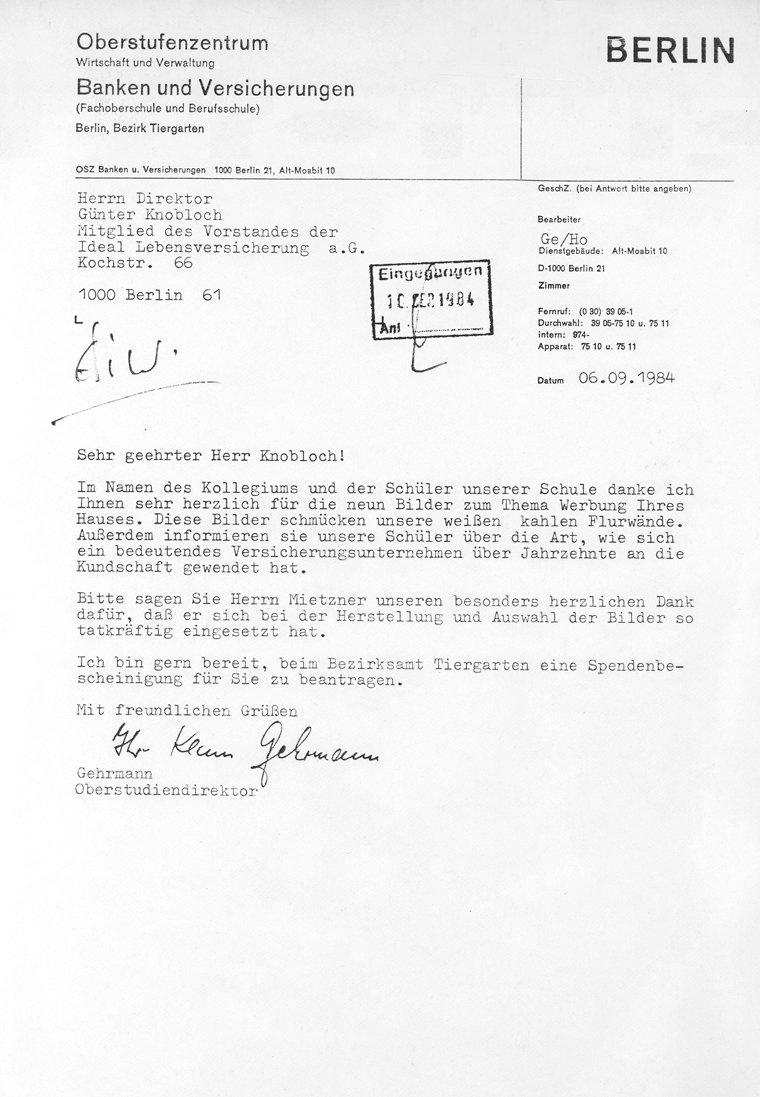 Oberstufenzentrum
Wirtschaft und Verwaltung
Banken und Versicherungen
(Fachoberschule und Berufsschule)
Berlin, Bezirk Tiergarten
BERLIN
OSZ Banken u. Versicherungen 1000 Berlin 21, Alt-Moabit 10
Herrn Direktor
Günter Knobloch
Mitglied des Vorstandes der
Ideal Lebensversicherung a.G.
Kochstr. 66
1000 Berlin 61
Eingegangen
10. SEP. 1984
Anl.
GeschZ. (bei Antwort bitte angeben)
Bearbeiter
Ge/Ho
Dienstgebäude: Alt-Moabit 10
D-1000 Berlin 21
Zimmer
Fernruf: (0 30) 39 05-1
Durchwahl: 39 05-75 10 u. 75 11
intern: 974-
Apparat: 75 10 u. 75 11
Datum 06.09.1984
Sehr geehrter Herr Knobloch!
Im Namen des Kollegiums und der Schüler unserer Schule danke ich
Ihnen sehr herzlich für die neun Bilder zum Thema Werbung Ihres
Hauses. Diese Bilder schmücken unsere weißen kahlen Flurwände.
Außerdem informieren sie unsere Schüler über die Art, wie sich
ein bedeutendes Versicherungsunternehmen über Jahrzehnte an die
Kundschaft gewendet hat.
Bitte sagen Sie Herrn Mietzner unseren besonders herzlichen Dank
dafür, daß er sich bei der Herstellung und Auswahl der Bilder so
tatkräftig eingesetzt hat.
Ich bin gern bereit, beim Bezirksamt Tiergarten eine Spendenbe-
scheinigung für Sie zu beantragen.
Mit freundlichen Grüßen
Ihr Klaus Gehrmann
Gehrmann
Oberstudiendirektor